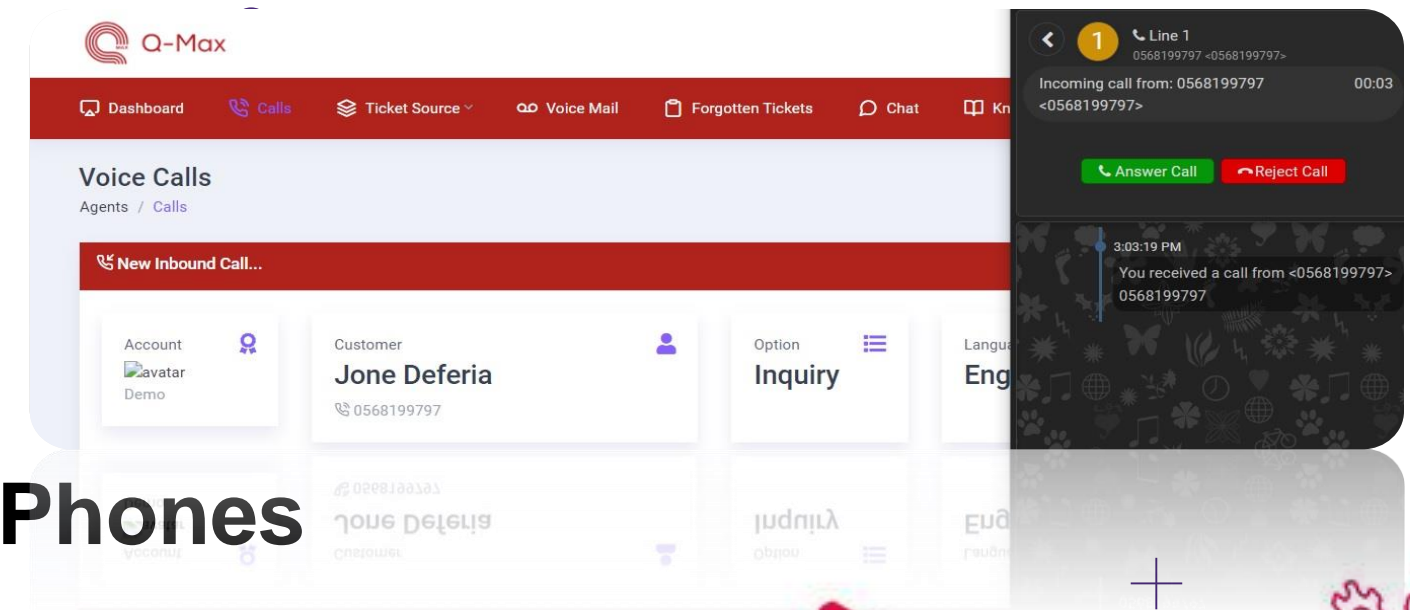 Q-Max
Dashboard Calls Ticket Source Voice Mail Forgotten Tickets Chat Kn
Voice Calls
Agents / Calls
New Inbound Call...
Account
avatar
Demo
Customer
Jone Deferia
0568199797
Option
Inquiry
Langua
Eng
1
Line 1
0568199797 <0568199797>
Incoming call from: 0568199797 00:03
<0568199797>
Answer Call Reject Call
3:03:19 PM
You received a call from <0568199797>
0568199797
Phones